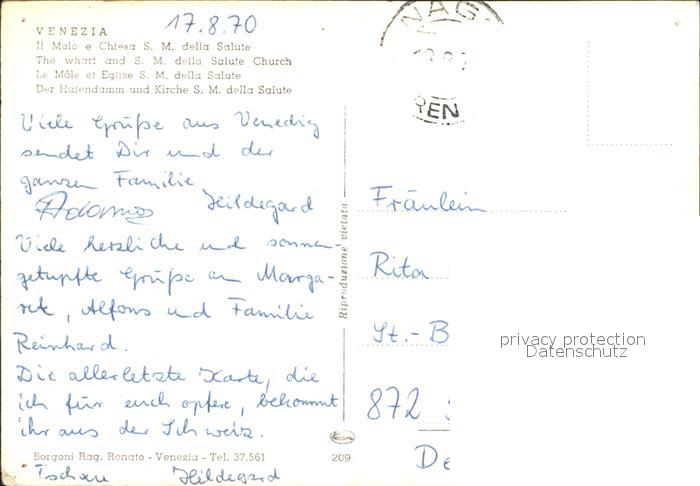 VENEZIA
17.8.70
Il Molo e Chiesa S. M. della Salute
The wharf and S. M. della Salute Church
Le Môle et Eglise S. M. della Salute
Der Hafendamm und Kirche S. M. della Salute
Viele Grüße aus Venedig
sendet Dir und der
ganzen Familie
Hildegard
Viele herzliche und sonnen-
getupfte Grüße an Marga-
ret, Alfons und Familie
Reinhard.
Die allerletzte Karte, die
ich für euch opfere, bekommt
ihr aus der Schweiz.
Borgoni Rag. Renato - Venezia - Tel. 37.561
209
Tschau Hildegard
Riproduzione vietata
NAG
REN
Fräulein
Rita
St.-B
872
De
privacy protection
Datenschutz